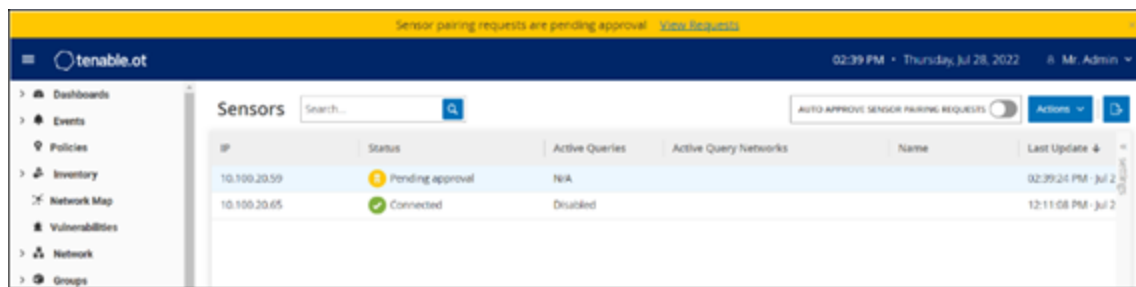 Sensor pairing requests are pending approval View Requests
tenable.ot 02:39 PM • Thursday, Jul 28, 2022 Mr. Admin
Dashboards
Events
Policies
Inventory
Network Map
Vulnerabilities
Network
Groups
Sensors Search... AUTO APPROVE SENSOR PAIRING REQUESTS Actions
IP Status Active Queries Active Query Networks Name Last Update
10.100.20.59 Pending approval N/A 02:39:24 PM - Jul 2
10.100.20.65 Connected Disabled 12:11:08 PM - Jul 2
Settings